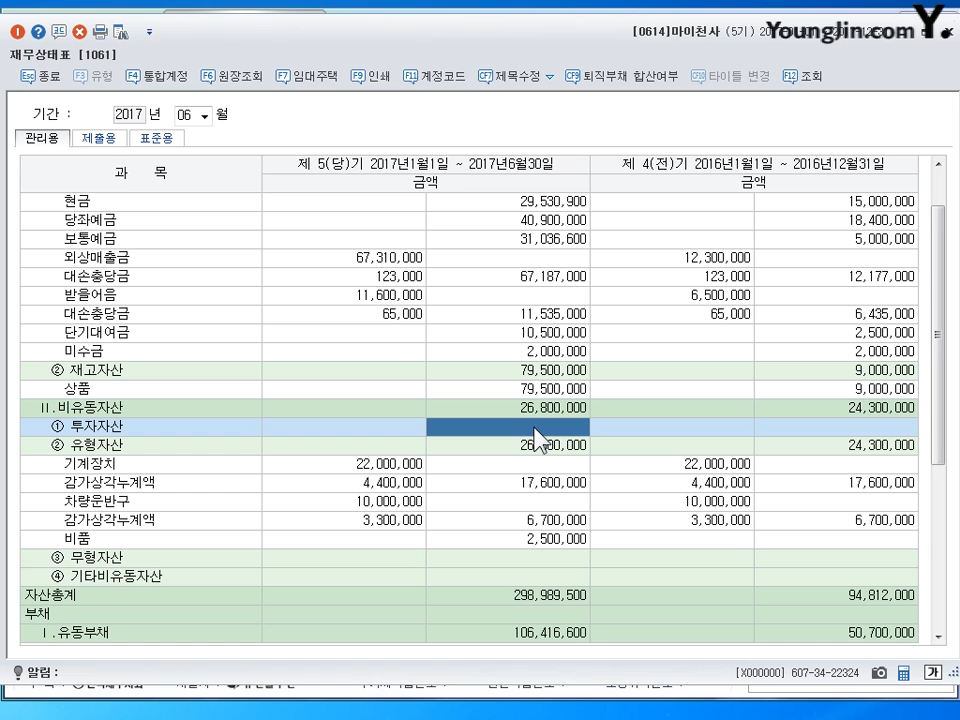 [0614]마이천사 (5기)
Younglin.com Y.
재무상태표 [1061]
Esc 종료 F3 유형 F4 통합계정 F6 원장조회 F7 임대주택 F9 인쇄 F11 계정코드 CF7 제목수정 CF9 퇴직부채 합산여부 CF10 타이틀 변경 F12 조회
기간 : 2017 년 06 월
관리용 제출용 표준용
과 목 제 5(당)기 2017년1월1일 ~ 2017년6월30일 제 4(전)기 2016년1월1일 ~ 2016년12월31일
금액 금액
현금 29,530,900 15,000,000
당좌예금 40,900,000 18,400,000
보통예금 31,036,600 5,000,000
외상매출금 67,310,000 12,300,000
대손충당금 123,000 67,187,000 123,000 12,177,000
받을어음 11,600,000 6,500,000
대손충당금 65,000 11,535,000 65,000 6,435,000
단기대여금 10,500,000 2,500,000
미수금 2,000,000 2,000,000
② 재고자산 79,500,000 9,000,000
상품 79,500,000 9,000,000
Ⅱ.비유동자산 26,800,000 24,300,000
① 투자자산
② 유형자산 24,300,000
기계장치 22,000,000 22,000,000
감가상각누계액 4,400,000 17,600,000 4,400,000 17,600,000
차량운반구 10,000,000 10,000,000
감가상각누계액 3,300,000 6,700,000 3,300,000 6,700,000
비품 2,500,000
③ 무형자산
④ 기타비유동자산
자산총계 298,989,500 94,812,000
부채
Ⅰ.유동부채 106,416,600 50,700,000
알림 : [X000000] 607-34-22324 가